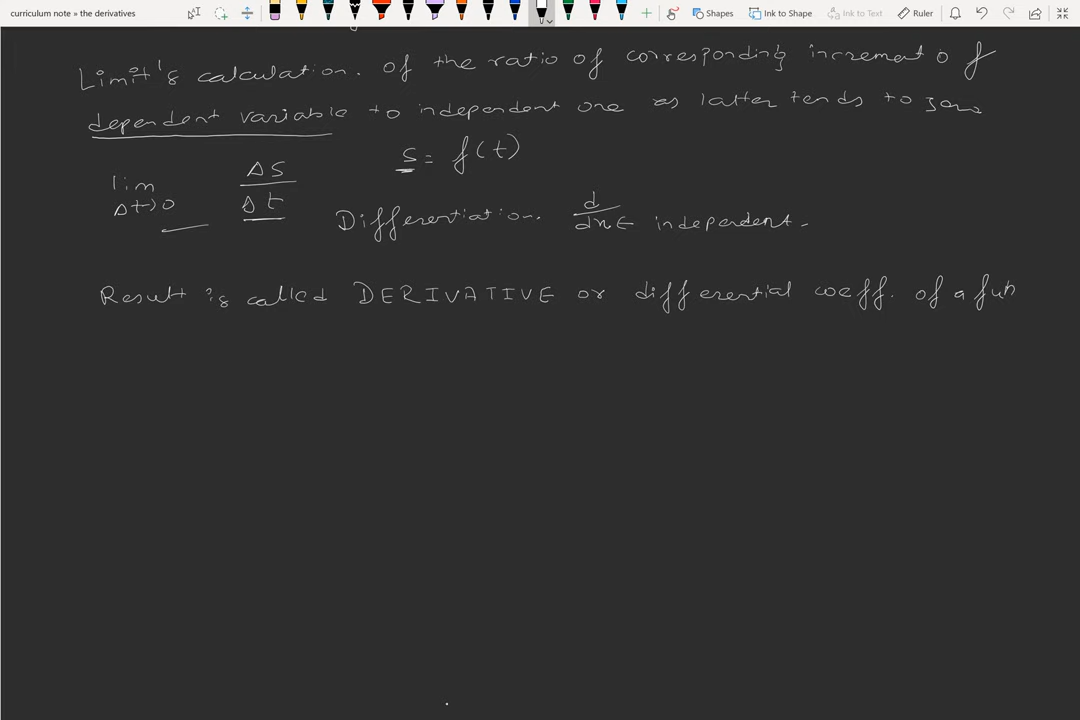 curriculum note » the derivatives
Shapes Ink to Shape Ink to Text Ruler
Limit's calculation. of the ratio of corresponding increment of
dependent variable to independent one as latter tends to zero
lim Δt→0 ΔS/Δt s = f(t)
Differentiation. d/dx ← independent.
Result is called DERIVATIVE or differential coeff. of a fun